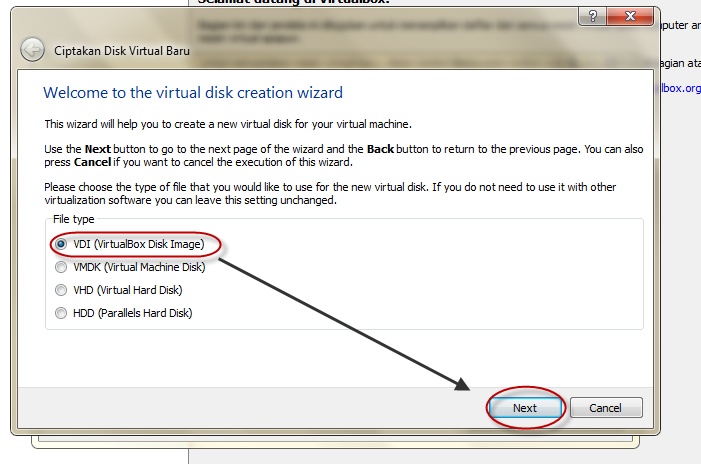 Selamat datang di VirtualBox.
mputer an
Ciptakan Disk Virtual Baru
agian ata
lbox.org
Welcome to the virtual disk creation wizard
This wizard will help you to create a new virtual disk for your virtual machine.
Use the Next button to go to the next page of the wizard and the Back button to return to the previous page. You can also
press Cancel if you want to cancel the execution of this wizard.
Please choose the type of file that you would like to use for the new virtual disk. If you do not need to use it with other
virtualization software you can leave this setting unchanged.
File type
VDI (VirtualBox Disk Image)
VMDK (Virtual Machine Disk)
VHD (Virtual Hard Disk)
HDD (Parallels Hard Disk)
Next
Cancel